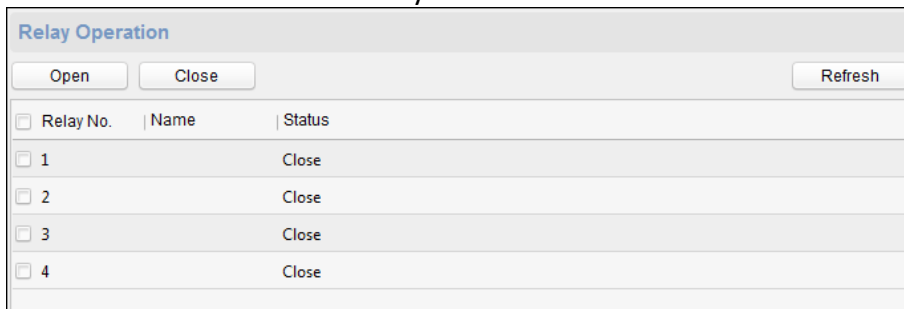 Relay Operation
Open Close Refresh
Relay No. Name Status
1 Close
2 Close
3 Close
4 Close